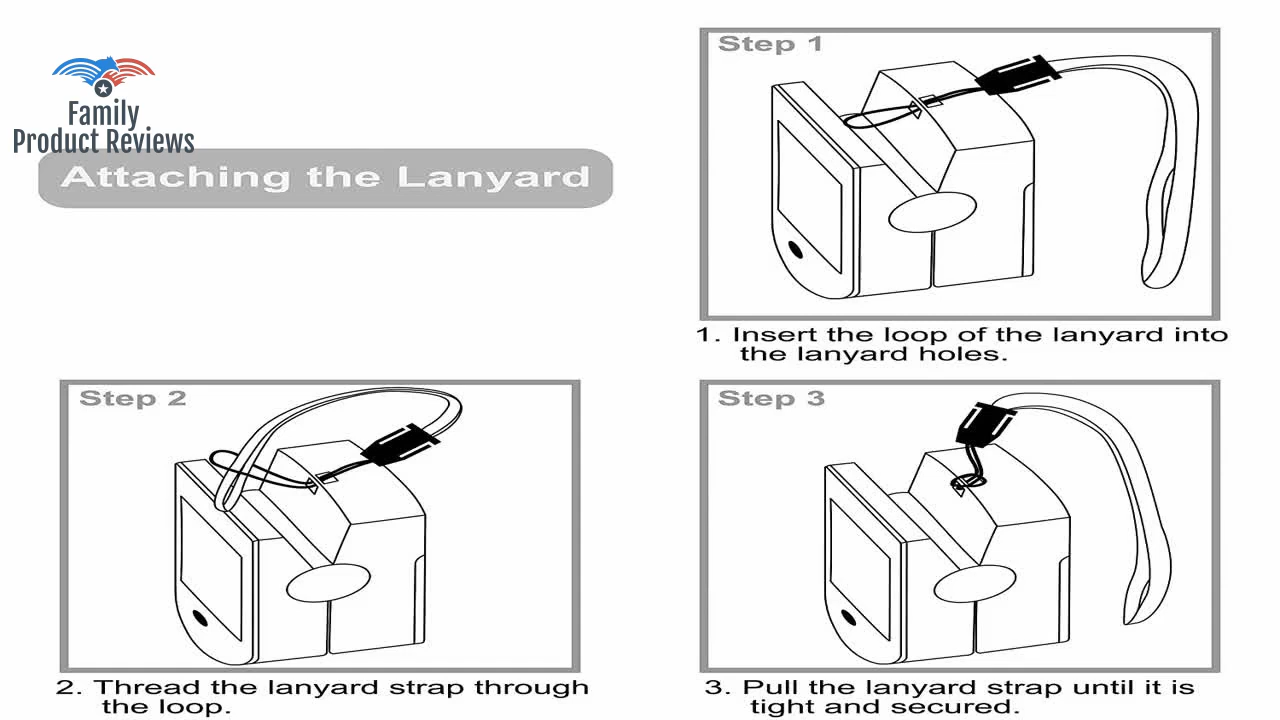 Family
Product Reviews
Attaching the Lanyard
Step 1
1. Insert the loop of the lanyard into
the lanyard holes.
Step 2
2. Thread the lanyard strap through
the loop.
Step 3
3. Pull the lanyard strap until it is
tight and secured.